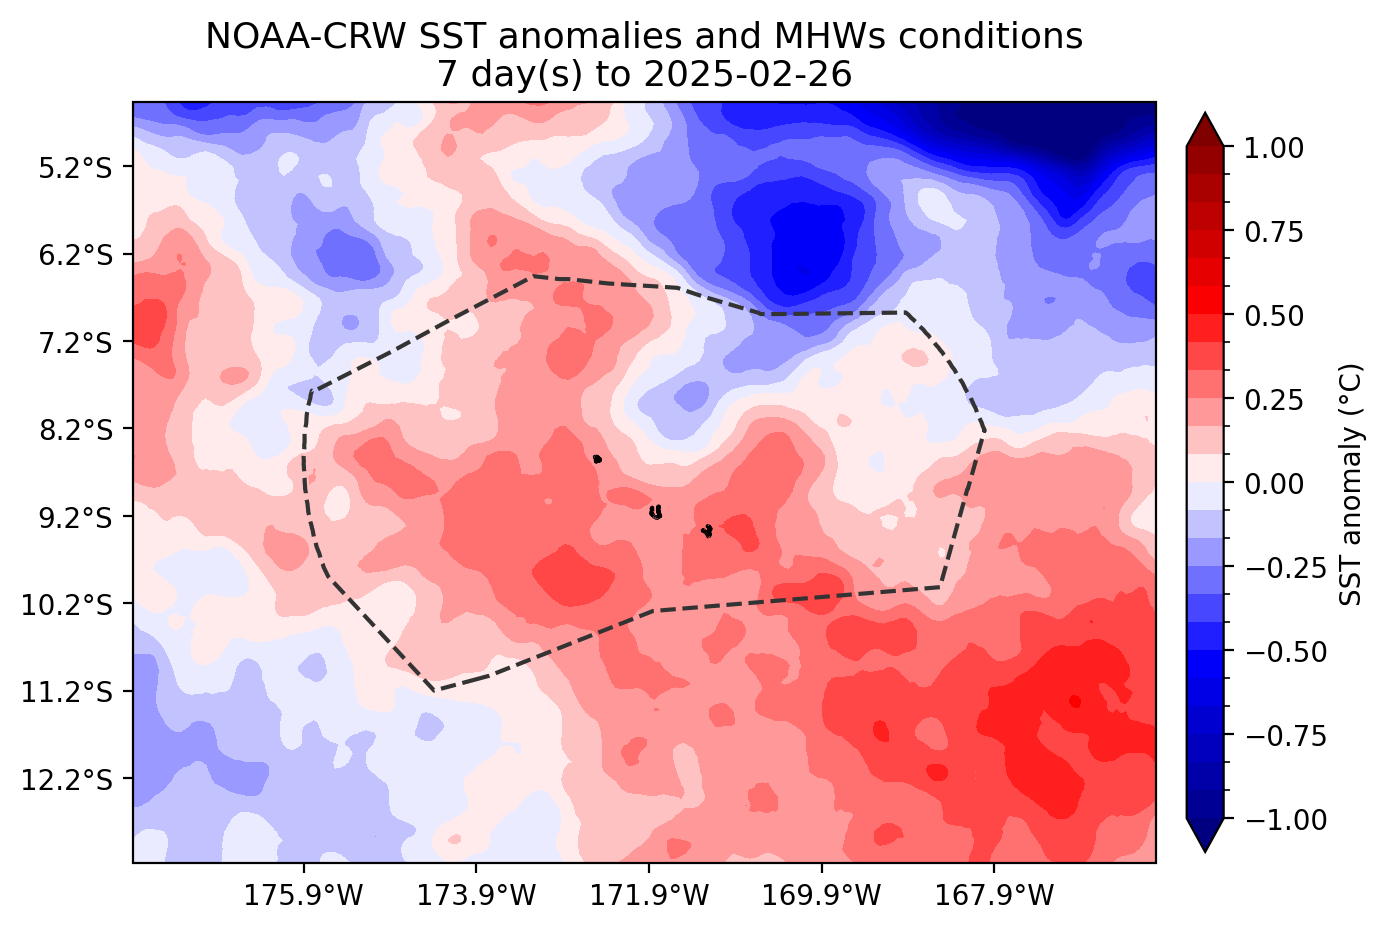 NOAA-CRW SST anomalies and MHWs conditions
7 day(s) to 2025-02-26
5.2°S
6.2°S
7.2°S
8.2°S
9.2°S
10.2°S
11.2°S
12.2°S
175.9°W
173.9°W
171.9°W
169.9°W
167.9°W
1.00
0.75
0.50
0.25
0.00
−0.25
−0.50
−0.75
−1.00
SST anomaly (°C)